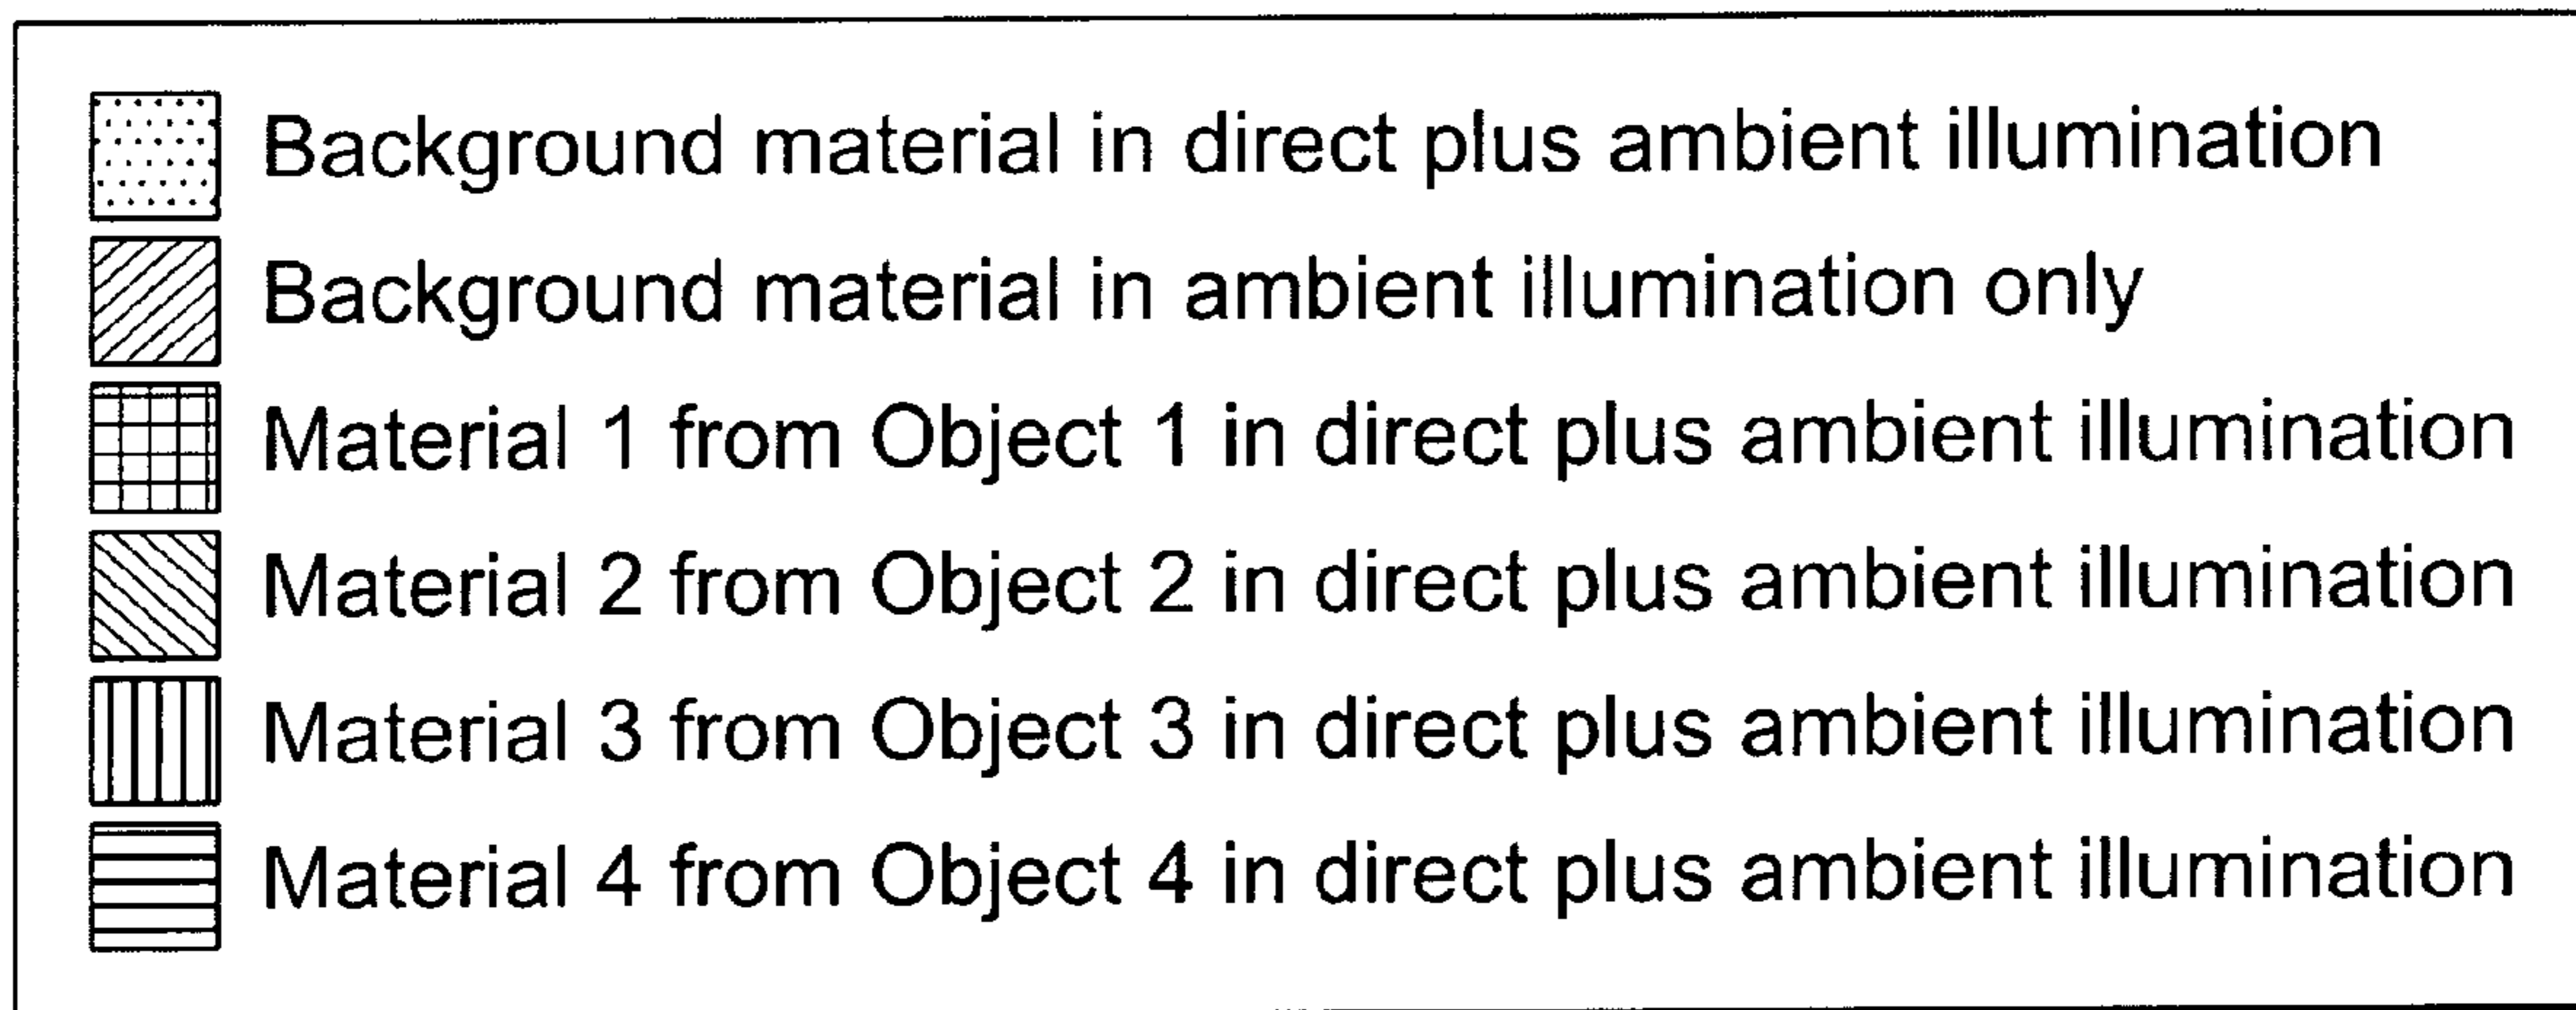 Background material in direct plus ambient illumination
Background material in ambient illumination only
Material 1 from Object 1 in direct plus ambient illumination
Material 2 from Object 2 in direct plus ambient illumination
Material 3 from Object 3 in direct plus ambient illumination
Material 4 from Object 4 in direct plus ambient illumination